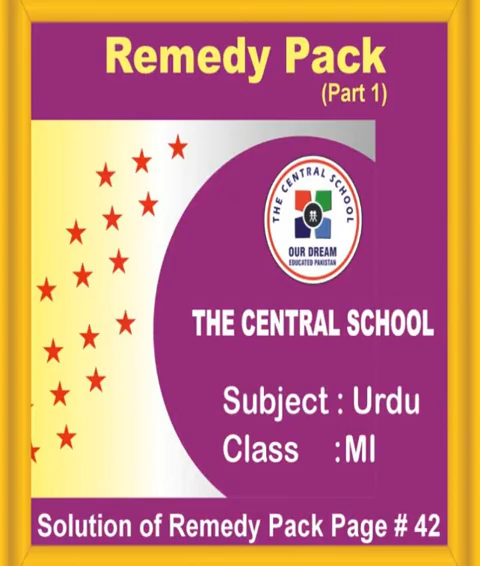 Remedy Pack
(Part 1)
THE CENTRAL SCHOOL
OUR DREAM
EDUCATED PAKISTAN
THE CENTRAL SCHOOL
Subject : Urdu
Class :MI
Solution of Remedy Pack Page # 42